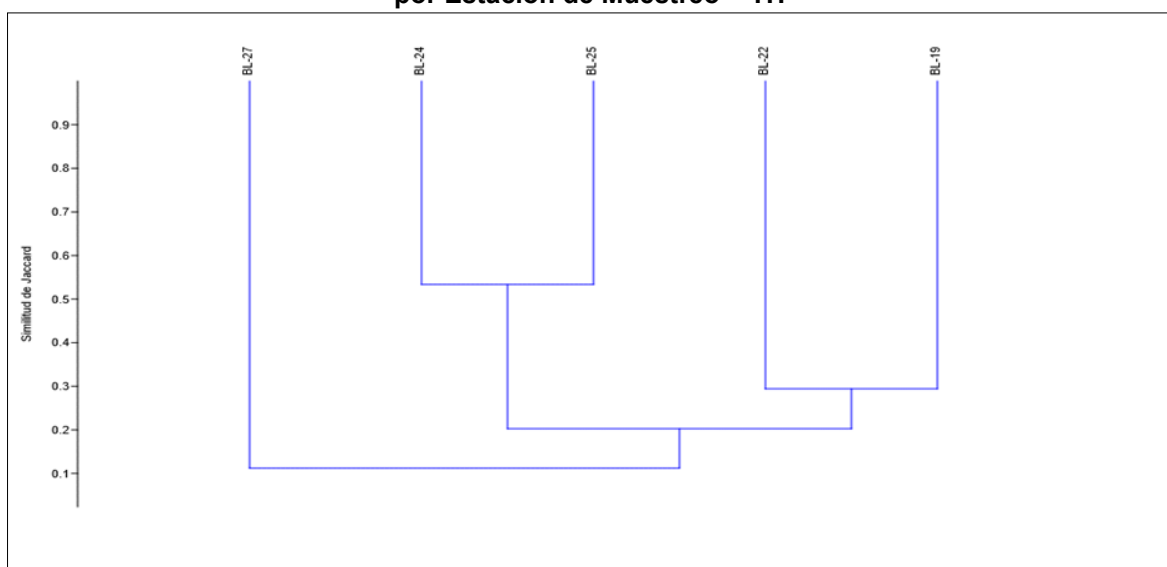 por Estación de Muestreo – TH
BL-27
BL-24
BL-25
BL-22
BL-19
0.9
0.8
0.7
0.6
0.5
0.4
0.3
0.2
0.1
Similitud de Jaccard